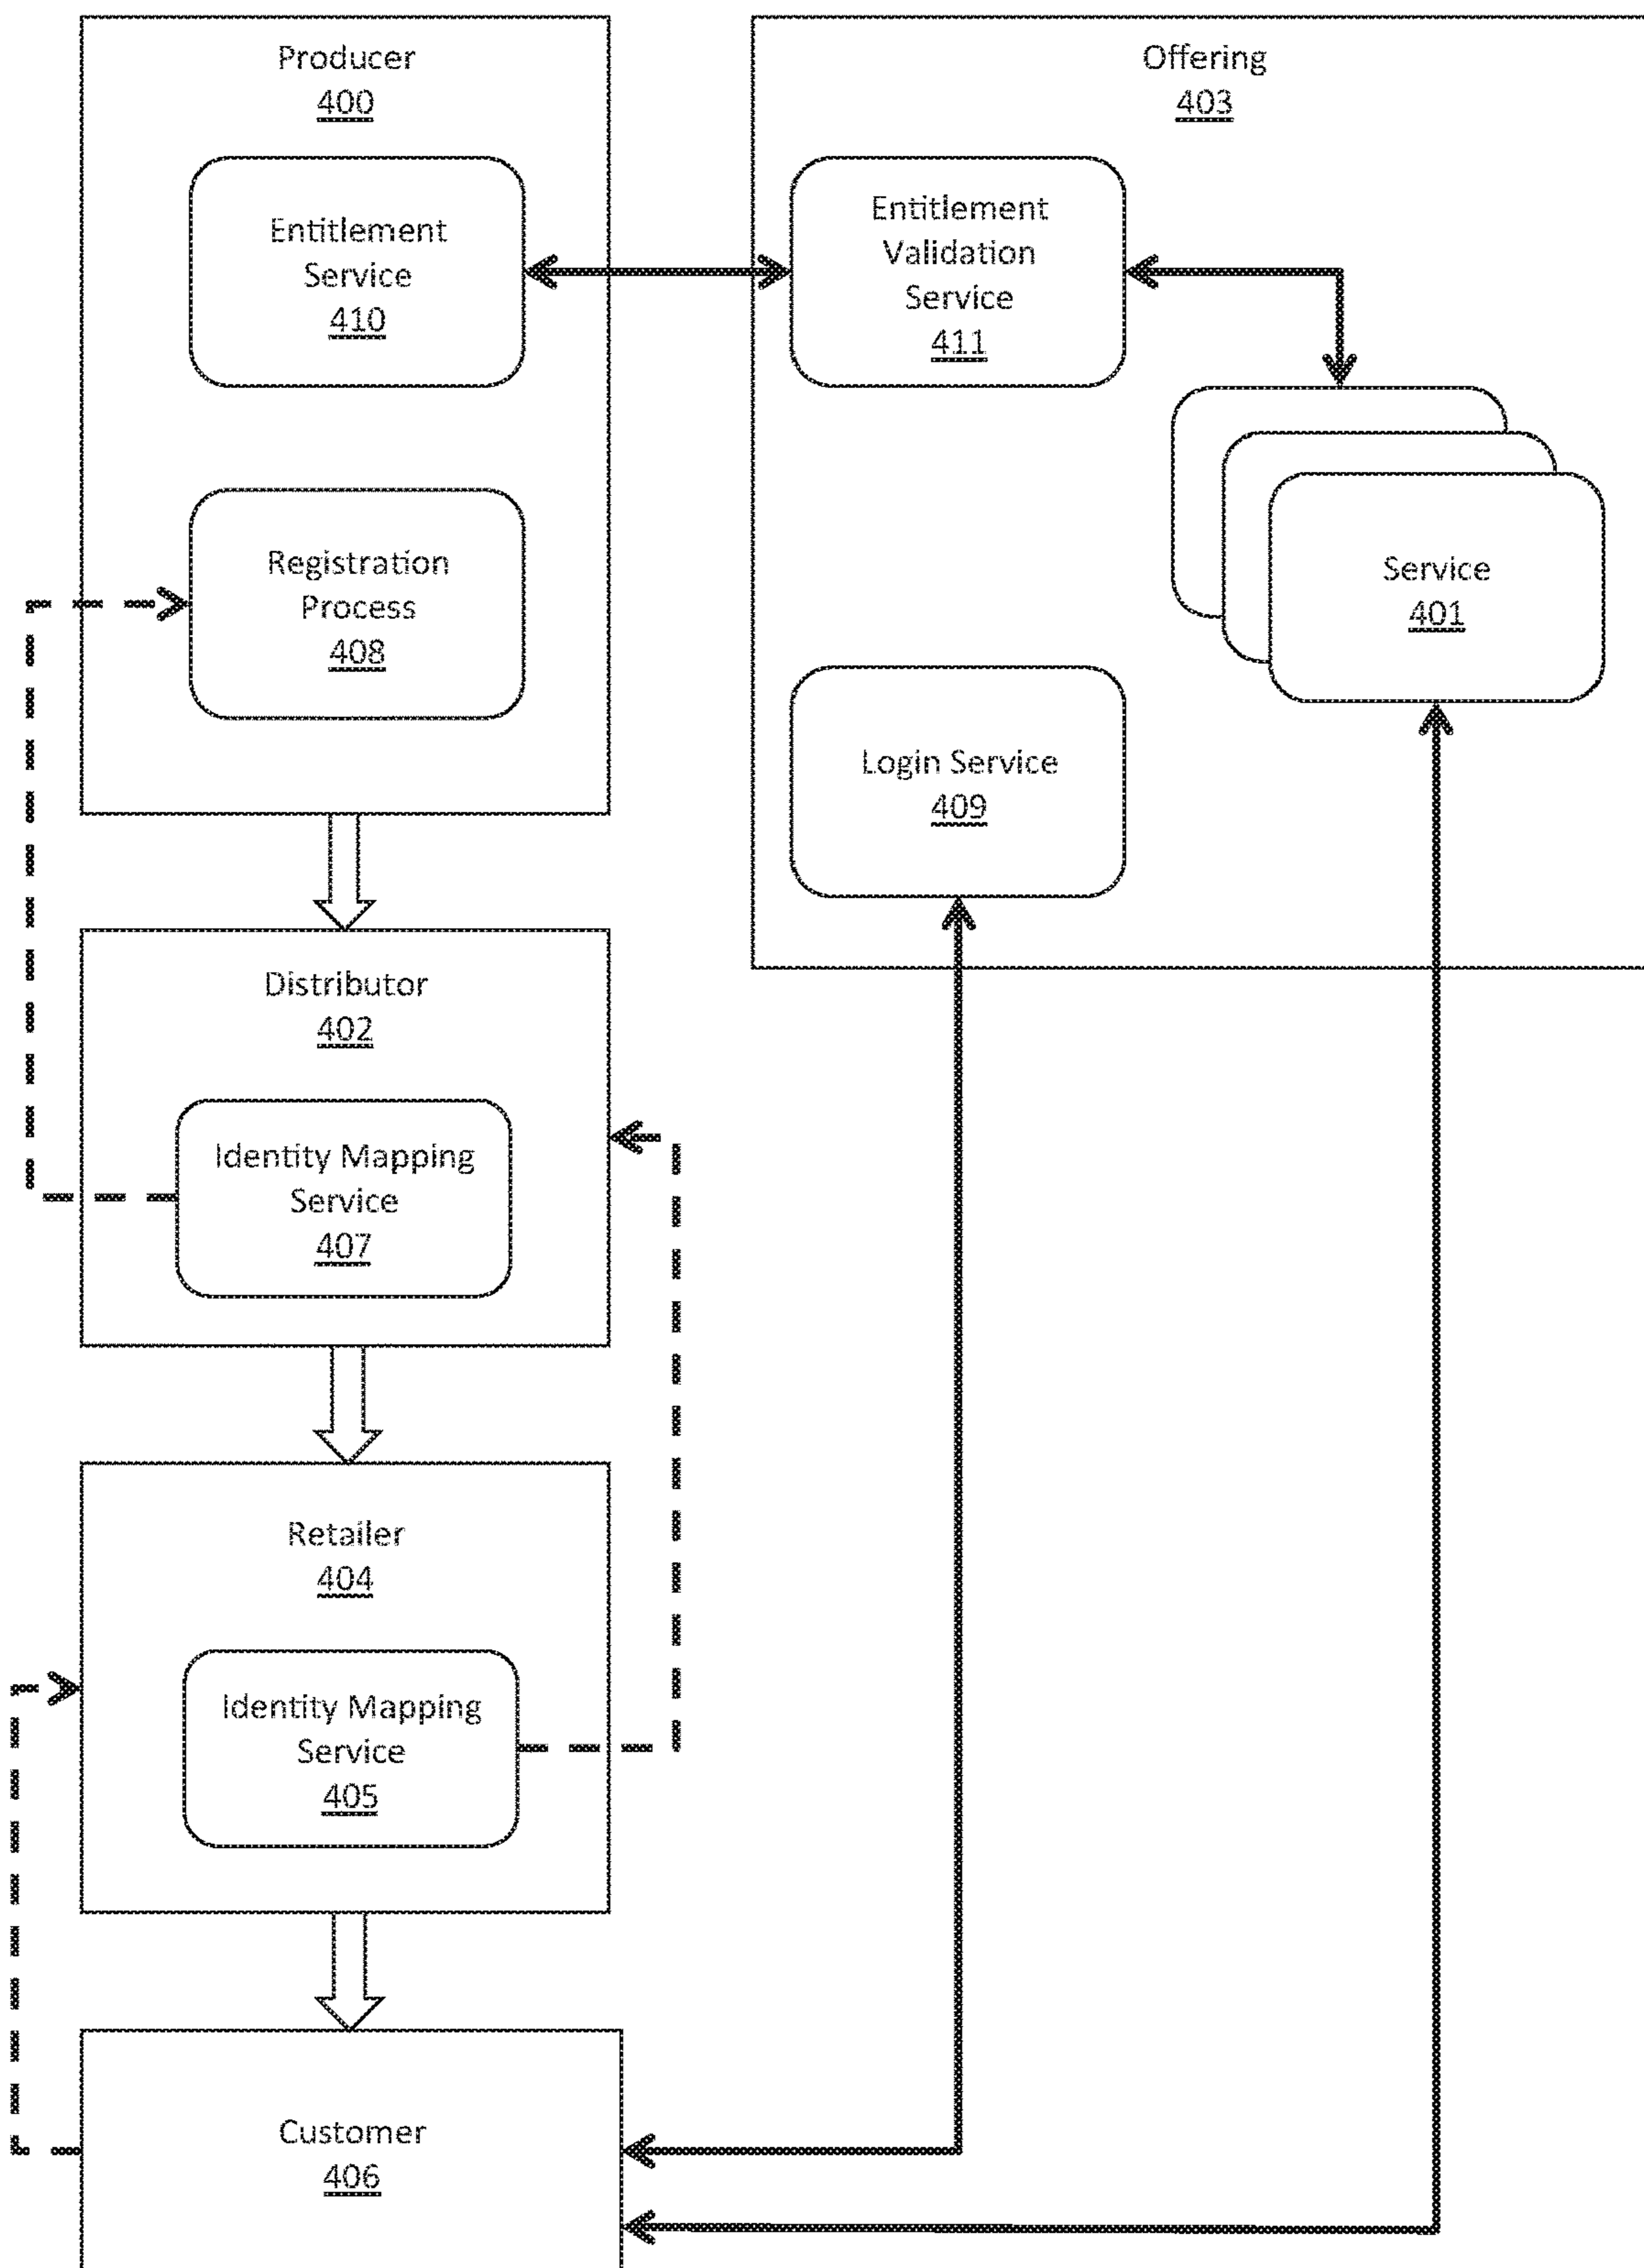 Producer
400
Entitlement
Service
410
Registration
Process
408
Offering
403
Entitlement
Validation
Service
411
Service
401
Login Service
409
Distributor
402
Identity Mapping
Service
407
Retailer
404
Identity Mapping
Service
405
Customer
406